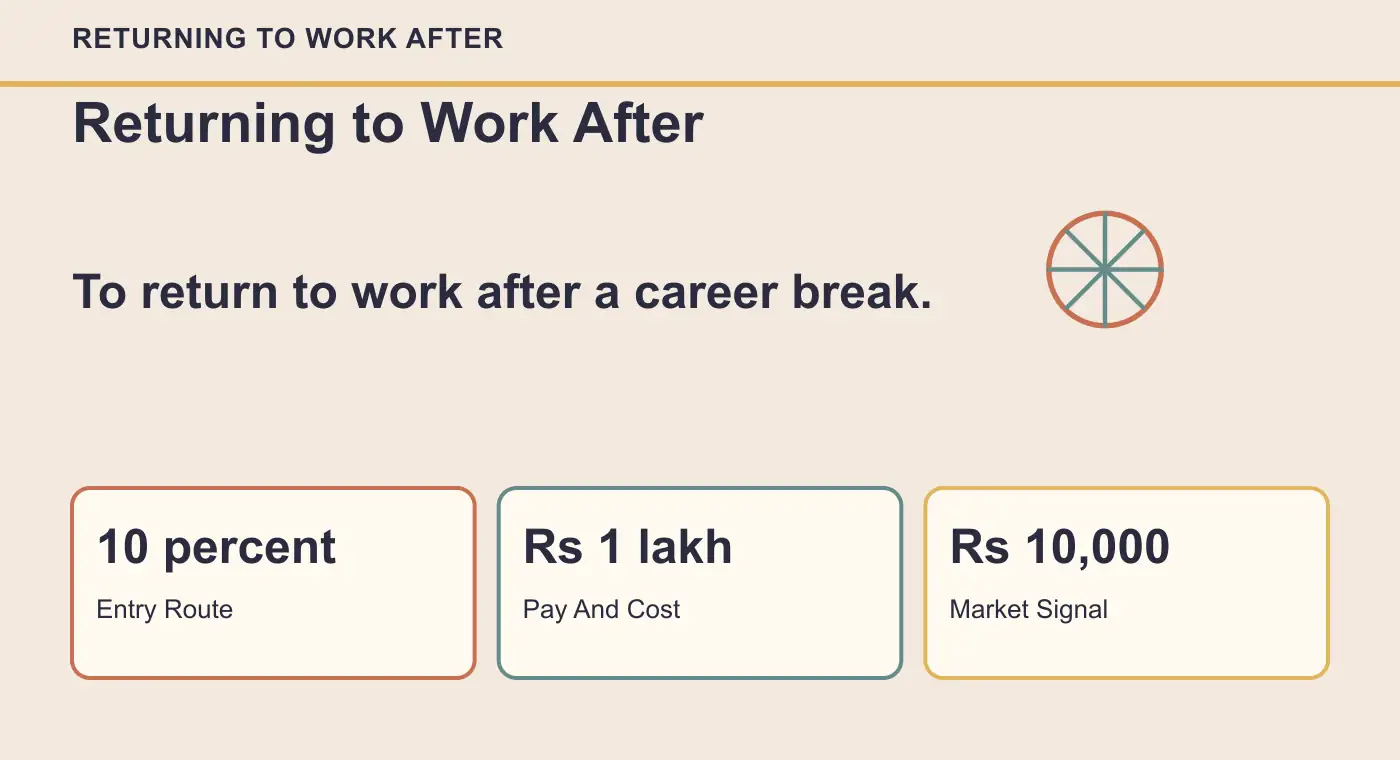 RETURNING TO WORK AFTER
Returning to Work After
To return to work after a career break.
10 percent
Entry Route
Rs 1 lakh
Pay And Cost
Rs 10,000
Market Signal